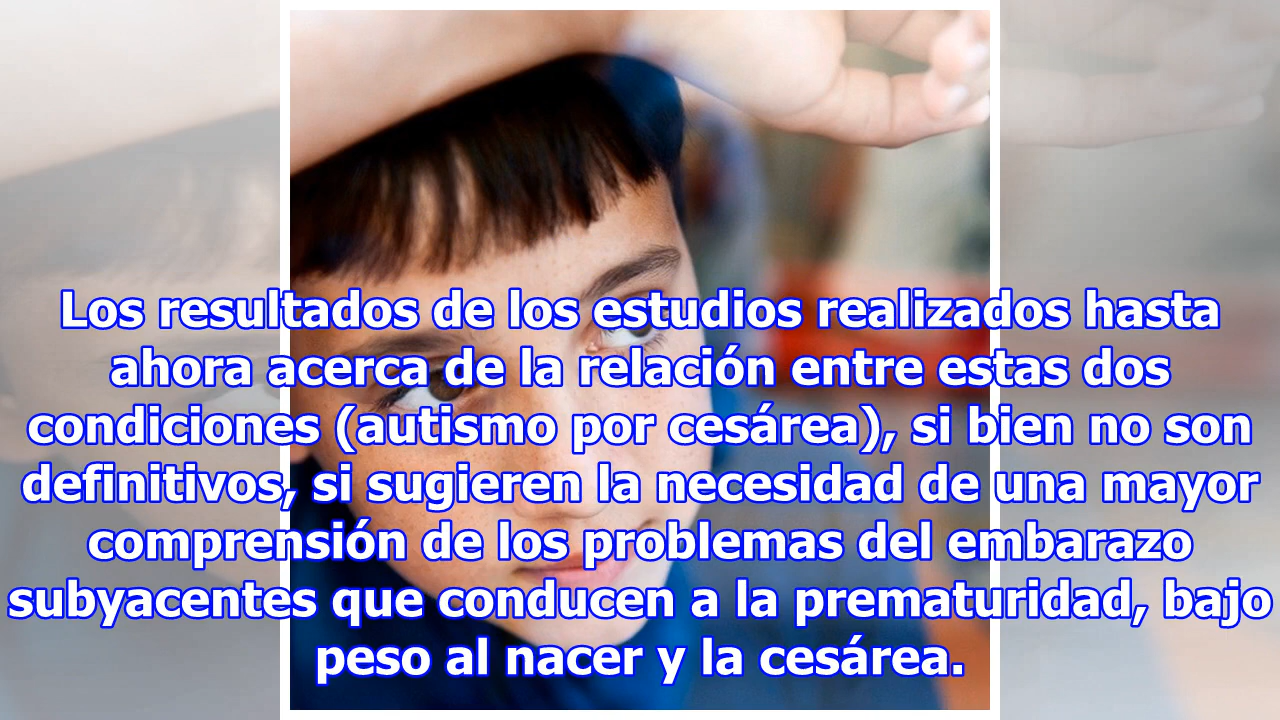 Los resultados de los estudios realizados hasta
ahora acerca de la relación entre estas dos
condiciones (autismo por cesárea), si bien no son
definitivos, si sugieren la necesidad de una mayor
comprensión de los problemas del embarazo
subyacentes que conducen a la prematuridad, bajo
peso al nacer y la cesárea.